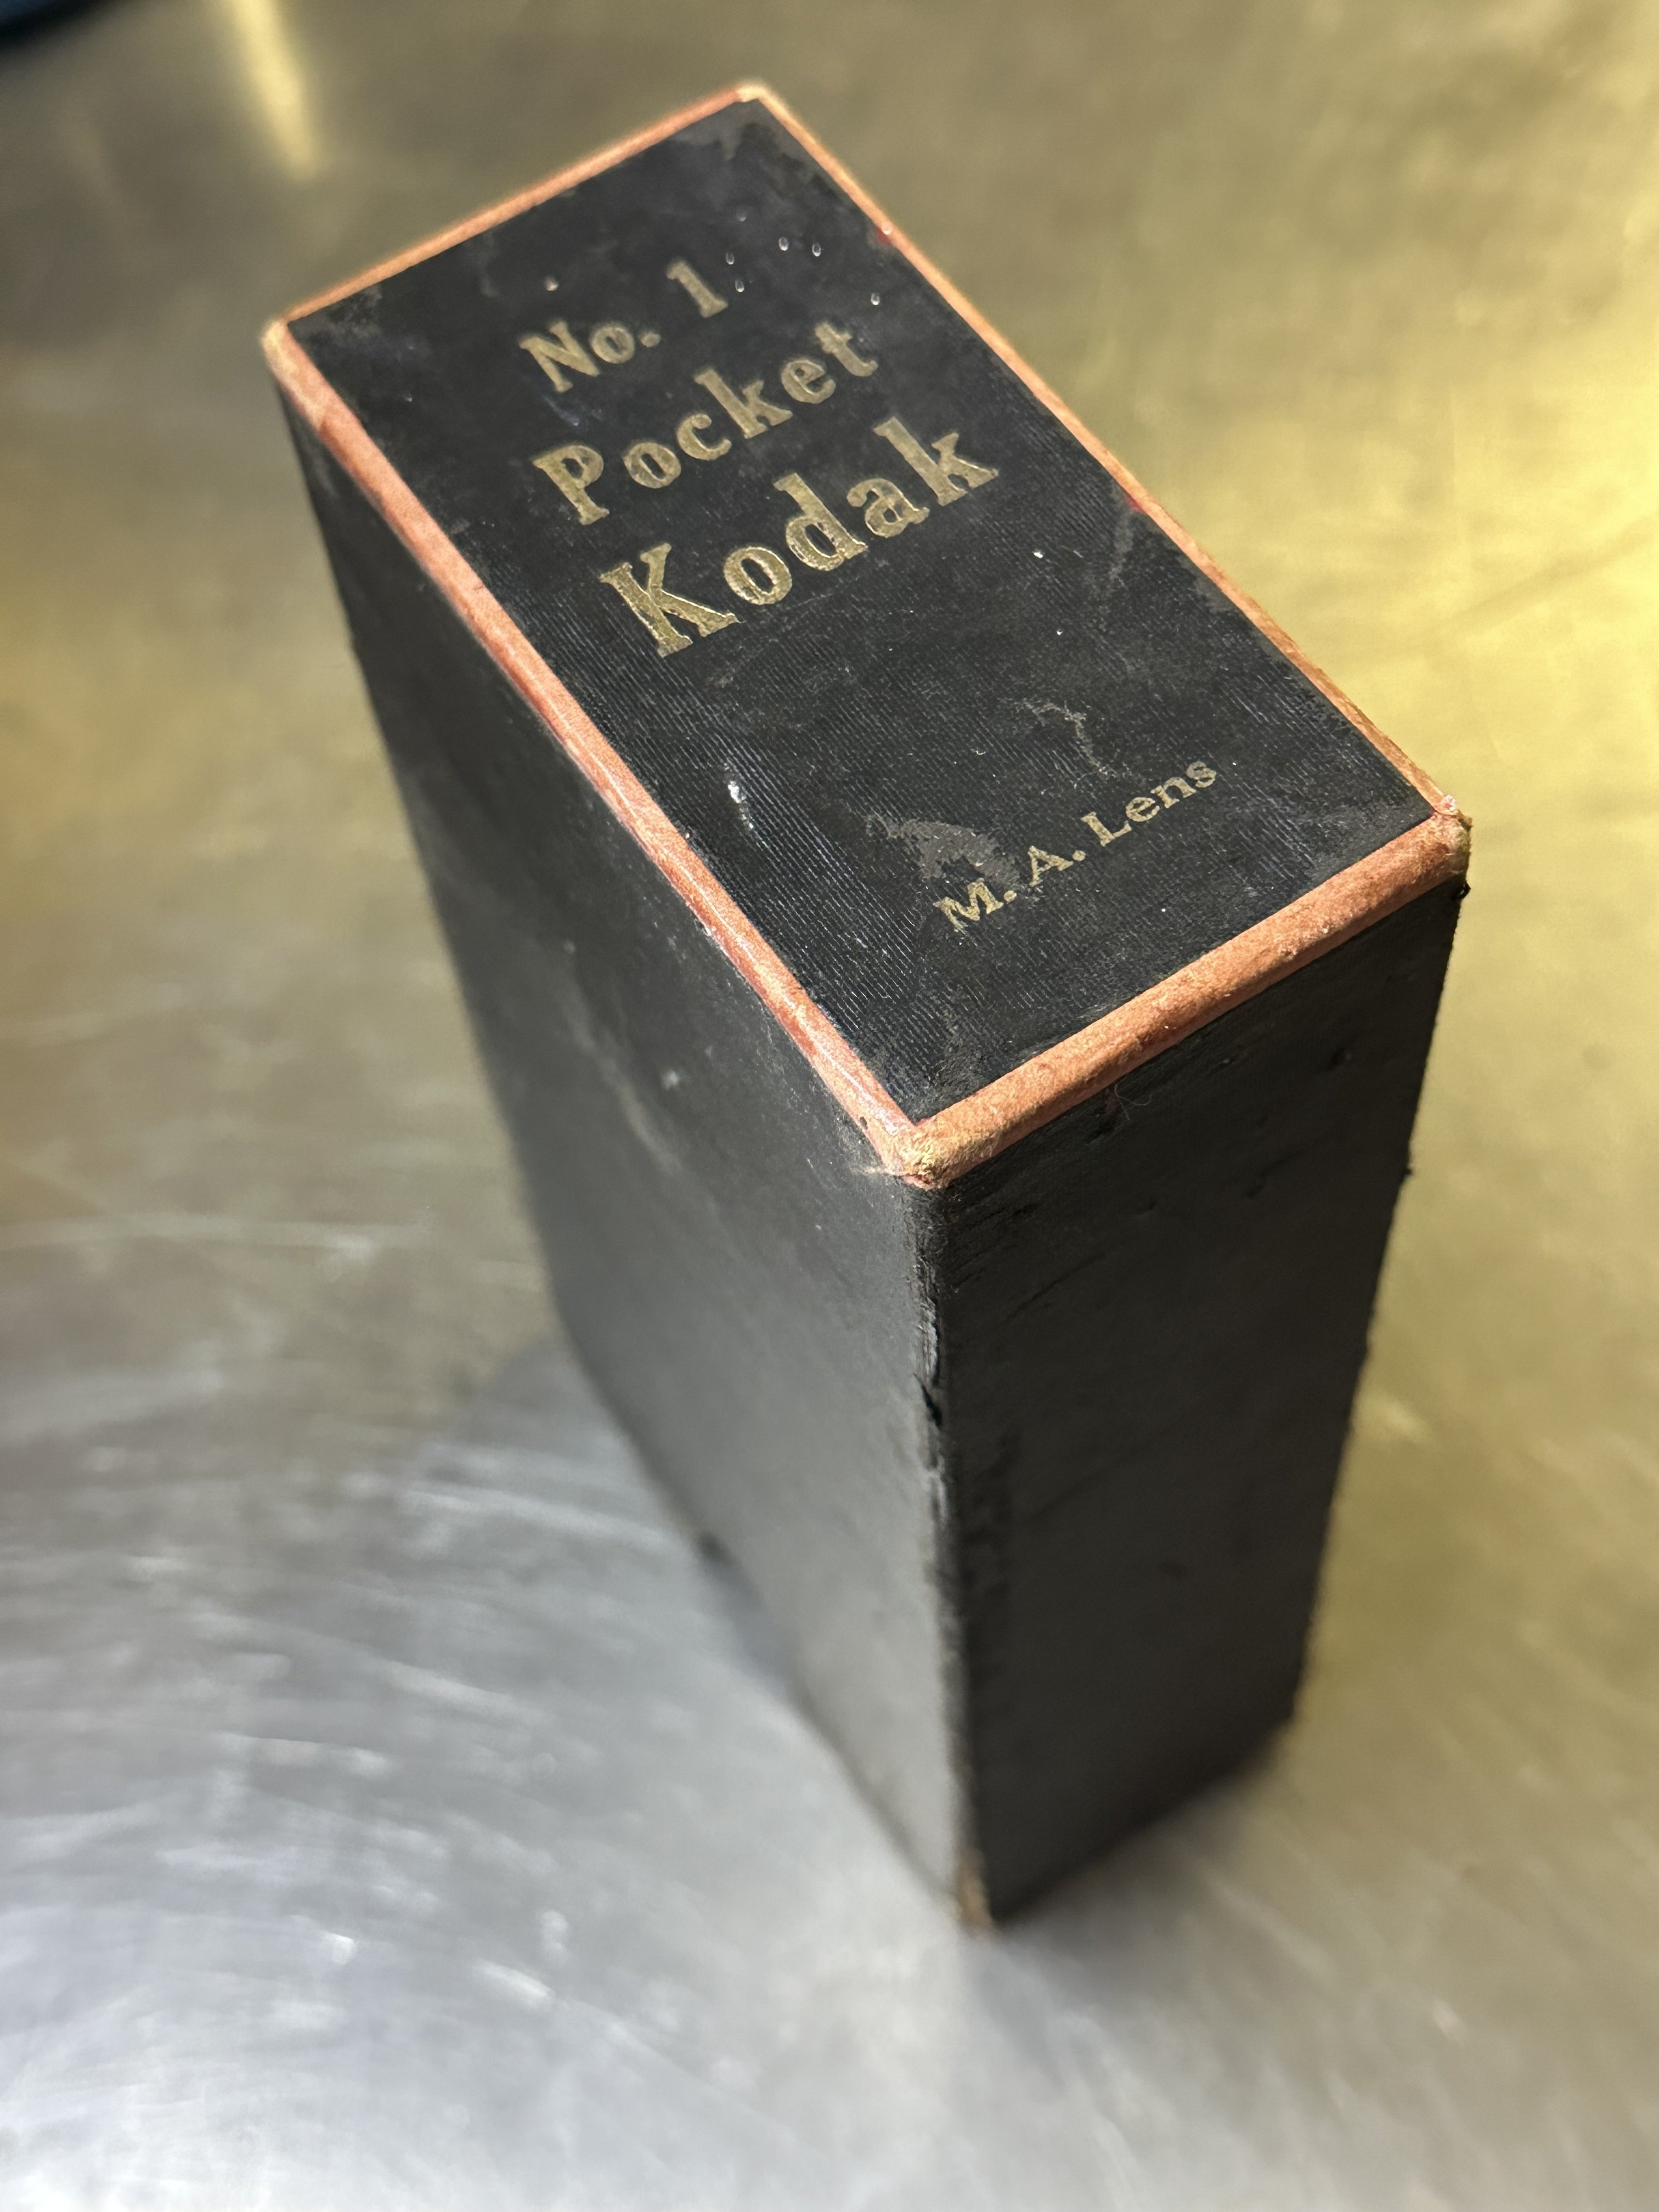 No. 1
Pocket
Kodak
M. A. Lens